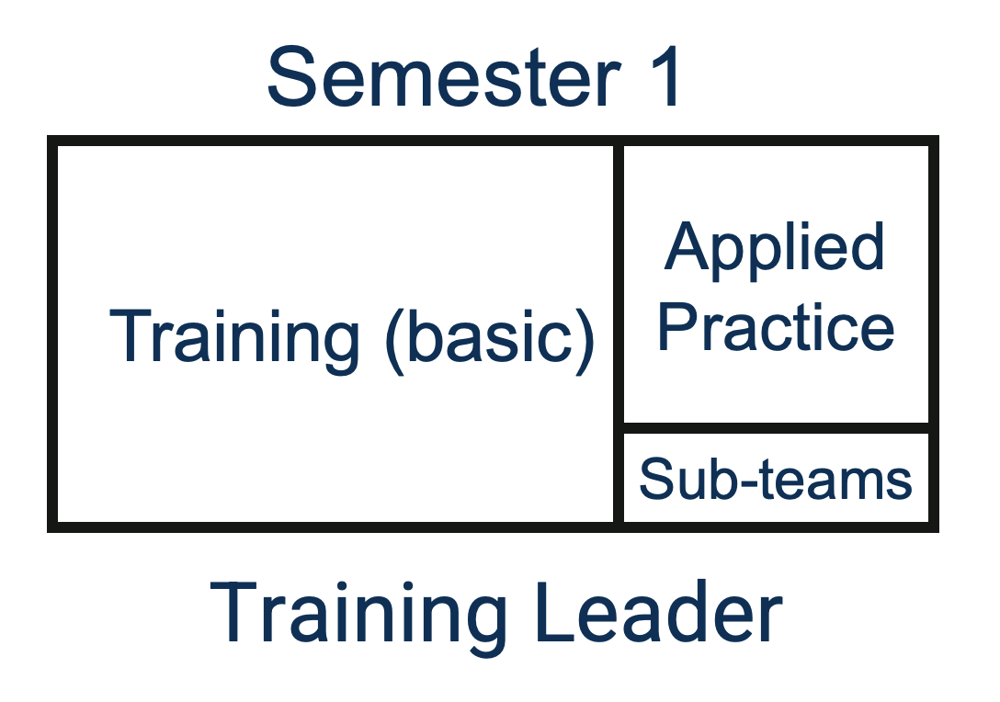 Semester 1
Training (basic)
Applied
Practice
Sub-teams
Training Leader